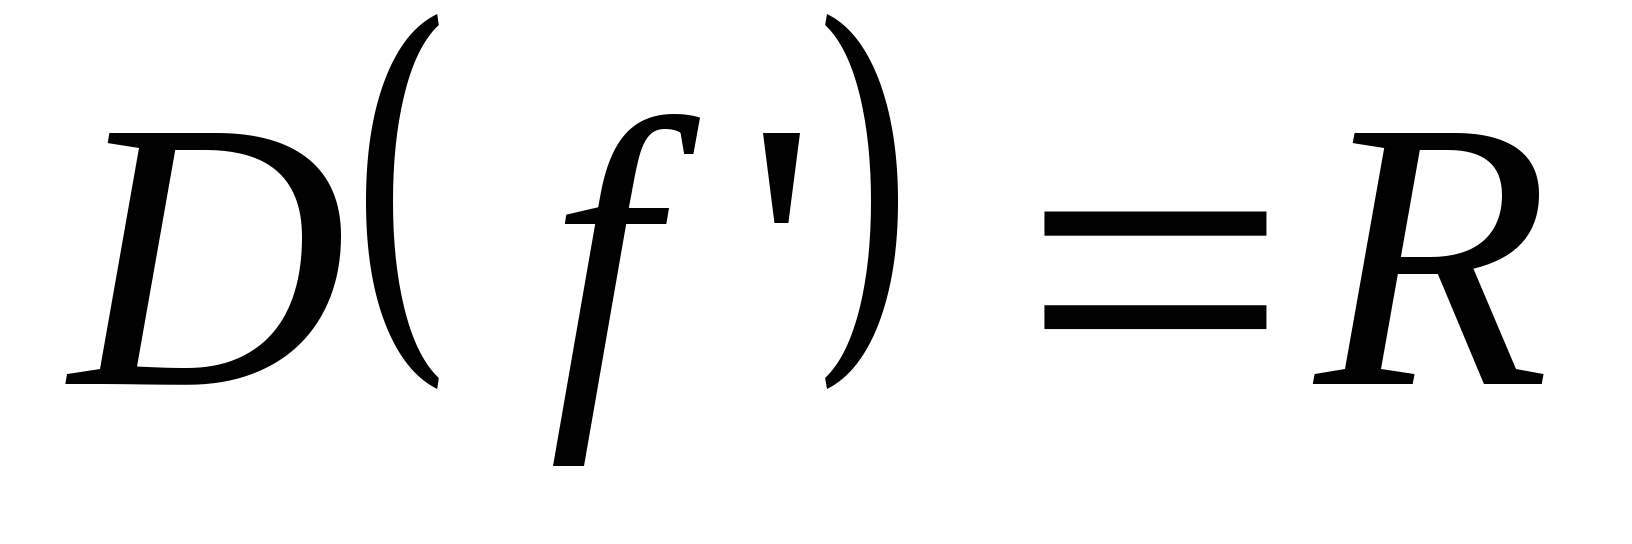 D( f ' ) = R